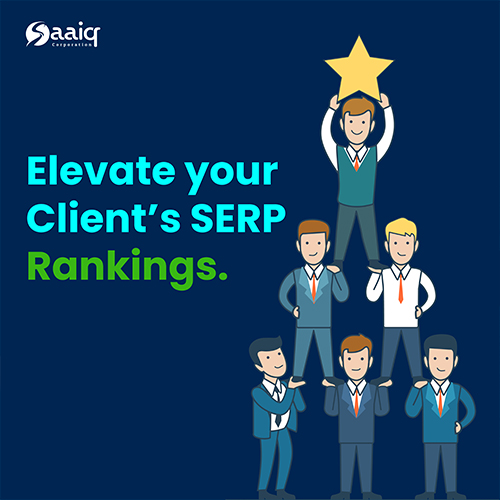 Saaiq
Corporation
Elevate your
Client's SERP
Rankings.